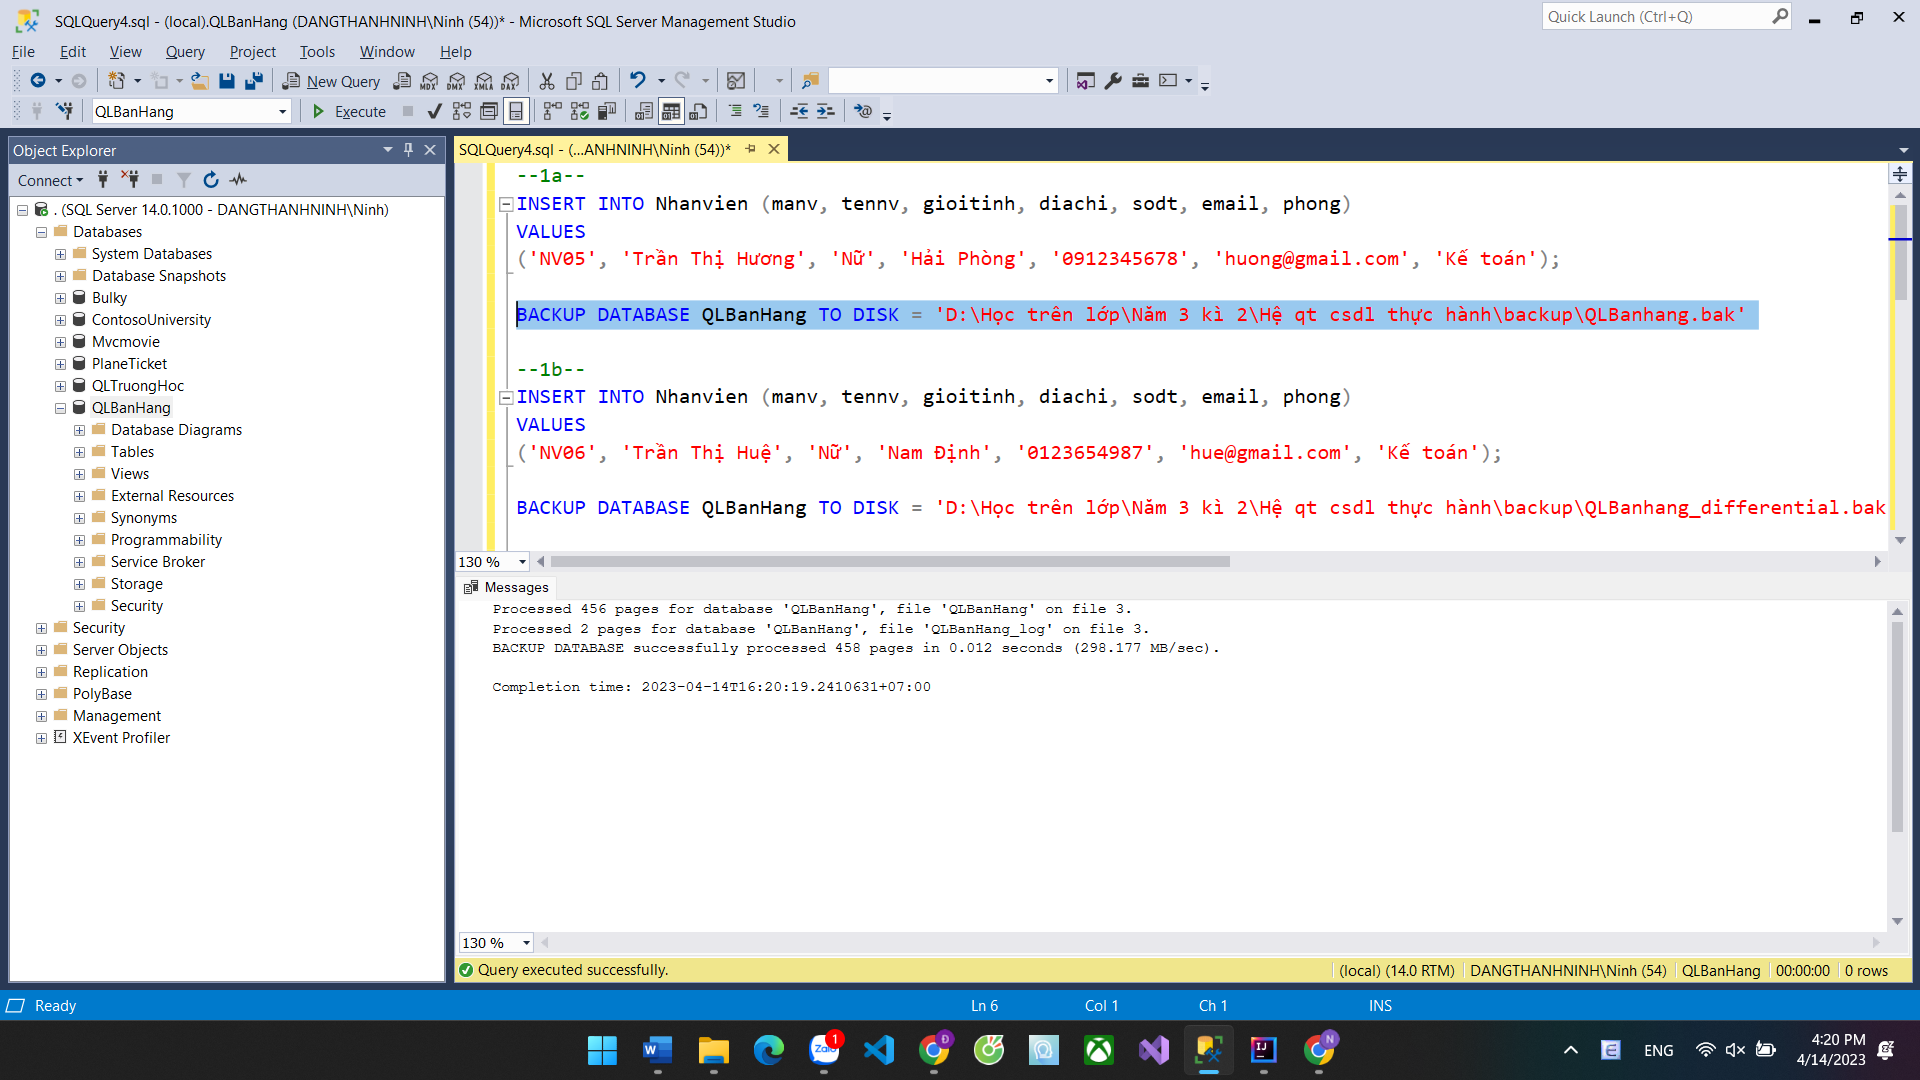 SQLQuery4.sql - (local).QLBanHang (DANGTHANHNINH\Ninh (54))* - Microsoft SQL Server Management Studio
Quick Launch (Ctrl+Q)
File Edit View Query Project Tools Window Help
New Query
MDX DMX XMLA DAX
QLBanHang
Execute
Object Explorer
Connect
. (SQL Server 14.0.1000 - DANGTHANHNINH\Ninh)
Databases
System Databases
Database Snapshots
Bulky
ContosoUniversity
Mvcmovie
PlaneTicket
QLTruongHoc
QLBanHang
Database Diagrams
Tables
Views
External Resources
Synonyms
Programmability
Service Broker
Storage
Security
Security
Server Objects
Replication
PolyBase
Management
XEvent Profiler
SQLQuery4.sql - (...ANHNINH\Ninh (54))*
--1a--
INSERT INTO Nhanvien (manv, tennv, gioitinh, diachi, sodt, email, phong)
VALUES
('NV05', 'Trần Thị Hương', 'Nữ', 'Hải Phòng', '0912345678', 'huong@gmail.com', 'Kế toán');
BACKUP DATABASE QLBanHang TO DISK = 'D:\Học trên lớp\Năm 3 kì 2\Hệ qt csdl thực hành\backup\QLBanhang.bak'
--1b--
INSERT INTO Nhanvien (manv, tennv, gioitinh, diachi, sodt, email, phong)
VALUES
('NV06', 'Trần Thị Huệ', 'Nữ', 'Nam Định', '0123654987', 'hue@gmail.com', 'Kế toán');
BACKUP DATABASE QLBanHang TO DISK = 'D:\Học trên lớp\Năm 3 kì 2\Hệ qt csdl thực hành\backup\QLBanhang_differential.bak
130 %
Messages
Processed 456 pages for database 'QLBanHang', file 'QLBanHang' on file 3.
Processed 2 pages for database 'QLBanHang', file 'QLBanHang_log' on file 3.
BACKUP DATABASE successfully processed 458 pages in 0.012 seconds (298.177 MB/sec).
Completion time: 2023-04-14T16:20:19.2410631+07:00
130 %
Query executed successfully.
(local) (14.0 RTM) DANGTHANHNINH\Ninh (54) QLBanHang 00:00:00 0 rows
Ready
Ln 6 Col 1 Ch 1 INS
Zalo 1 Đ IJ N
ENG
4:20 PM
4/14/2023